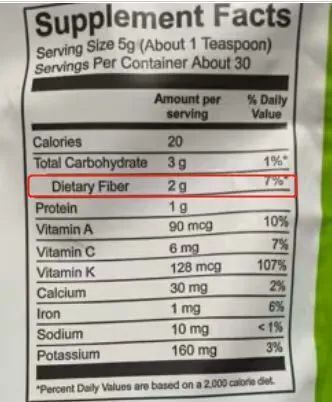 Supplement Facts
Serving Size 5g (About 1 Teaspoon)
Servings Per Container About 30
Amount per serving % Daily Value
Calories 20
Total Carbohydrate 3 g 1%*
Dietary Fiber 2 g 7%*
Protein 1 g
Vitamin A 90 mcg 10%
Vitamin C 6 mg 7%
Vitamin K 128 mcg 107%
Calcium 30 mg 2%
Iron 1 mg 6%
Sodium 10 mg <1%
Potassium 160 mg 3%
*Percent Daily Values are based on a 2,000 calorie diet.